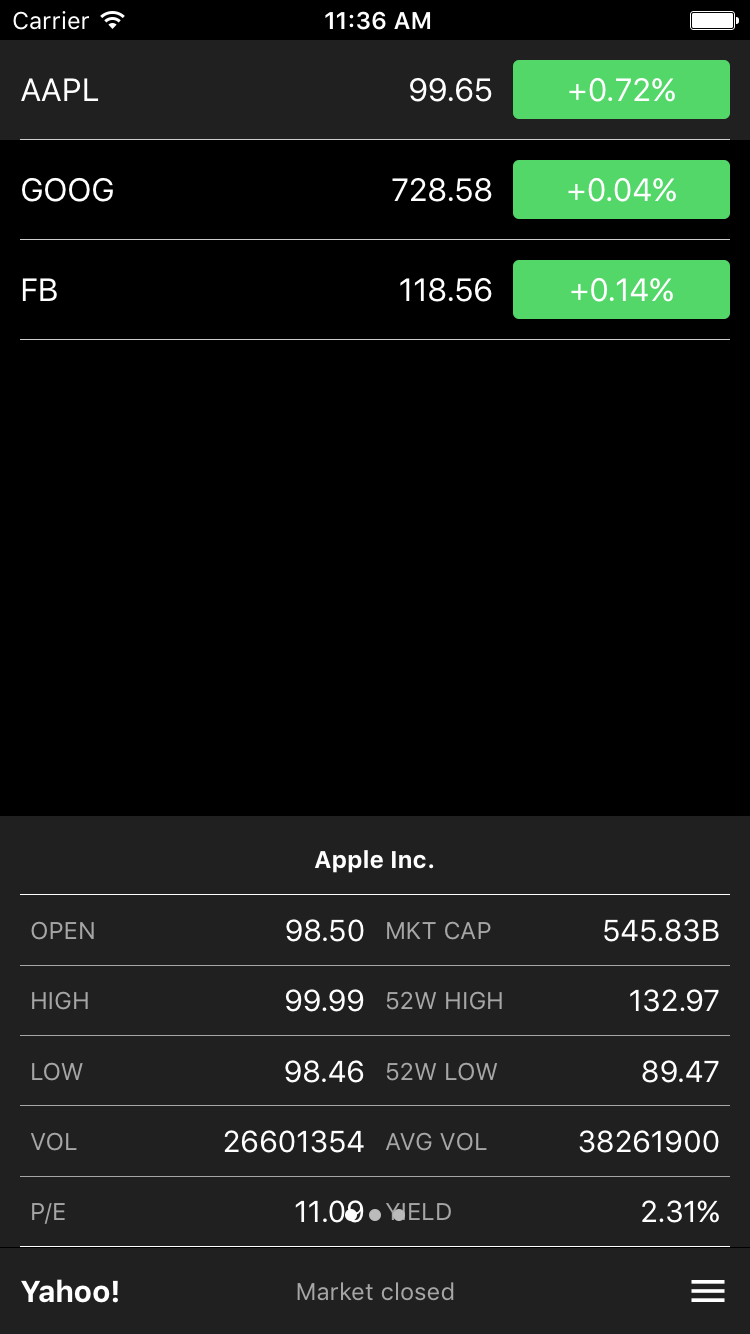 Carrier 11:36 AM
AAPL 99.65 +0.72%
GOOG 728.58 +0.04%
FB 118.56 +0.14%
Apple Inc.
OPEN 98.50 MKT CAP 545.83B
HIGH 99.99 52W HIGH 132.97
LOW 98.46 52W LOW 89.47
VOL 26601354 AVG VOL 38261900
P/E 11.09 YIELD 2.31%
Yahoo! Market closed